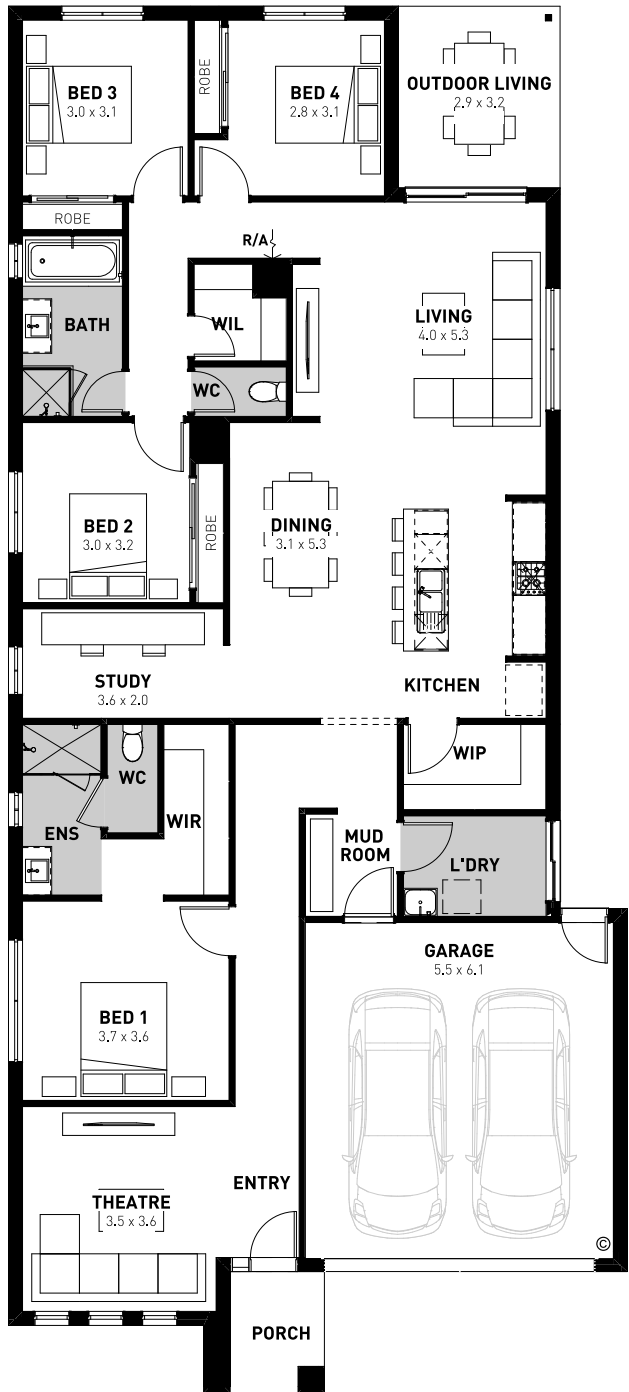 BED 3
3.0 x 3.1
ROBE
BED 4
2.8 x 3.1
OUTDOOR LIVING
2.9 x 3.2
ROBE
R/A
BATH
WIL
LIVING
4.0 x 5.3
WC
BED 2
3.0 x 3.2
ROBE
DINING
3.1 x 5.3
STUDY
3.6 x 2.0
KITCHEN
WC
WIP
ENS
WIR
MUD
ROOM
L'DRY
GARAGE
5.5 x 6.1
BED 1
3.7 x 3.6
ENTRY
THEATRE
3.5 x 3.6
©
PORCH